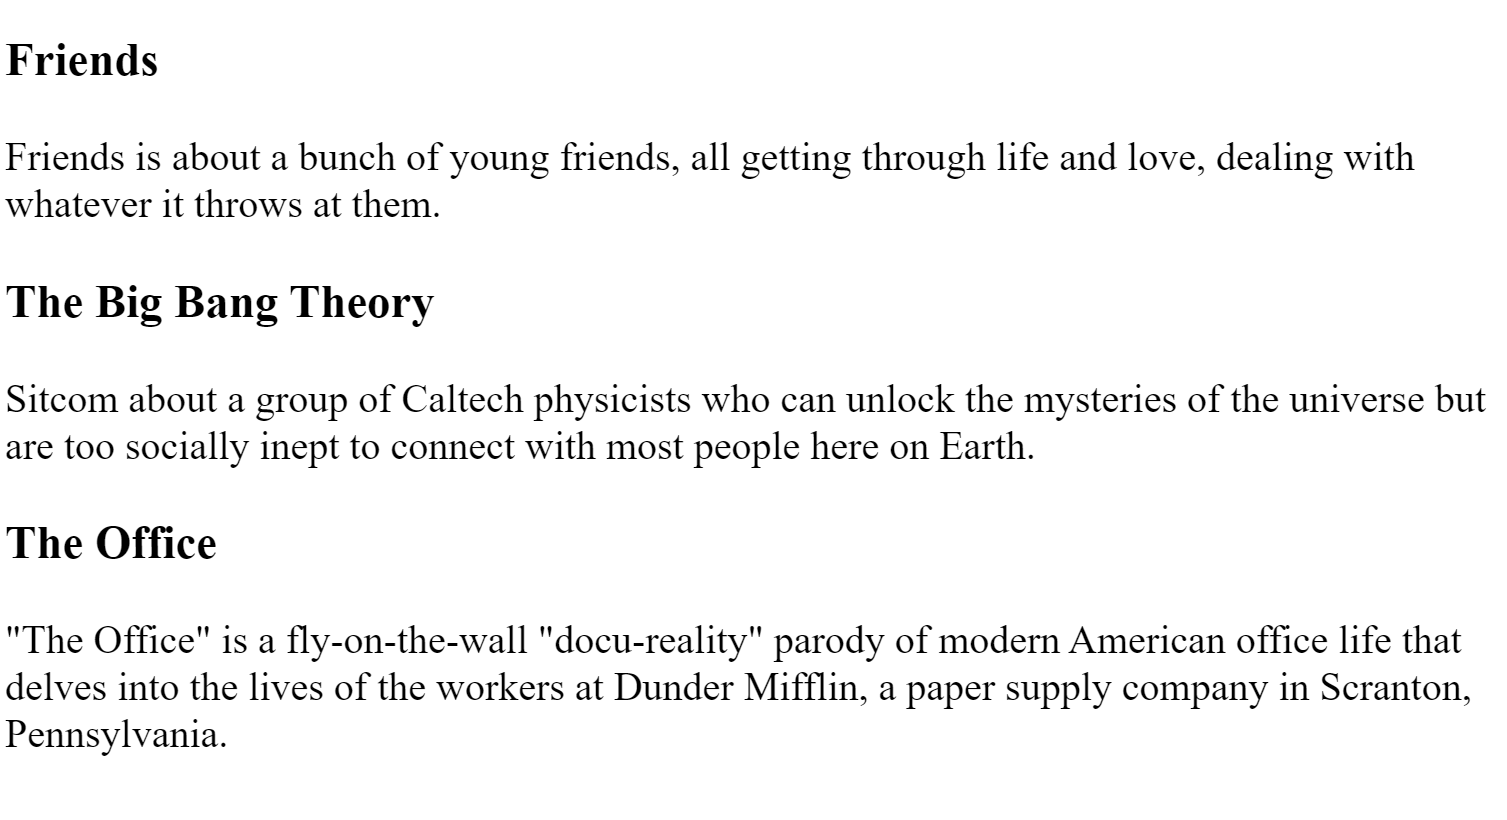 Friends
Friends is about a bunch of young friends, all getting through life and love, dealing with
whatever it throws at them.
The Big Bang Theory
Sitcom about a group of Caltech physicists who can unlock the mysteries of the universe but
are too socially inept to connect with most people here on Earth.
The Office
"The Office" is a fly-on-the-wall "docu-reality" parody of modern American office life that
delves into the lives of the workers at Dunder Mifflin, a paper supply company in Scranton,
Pennsylvania.